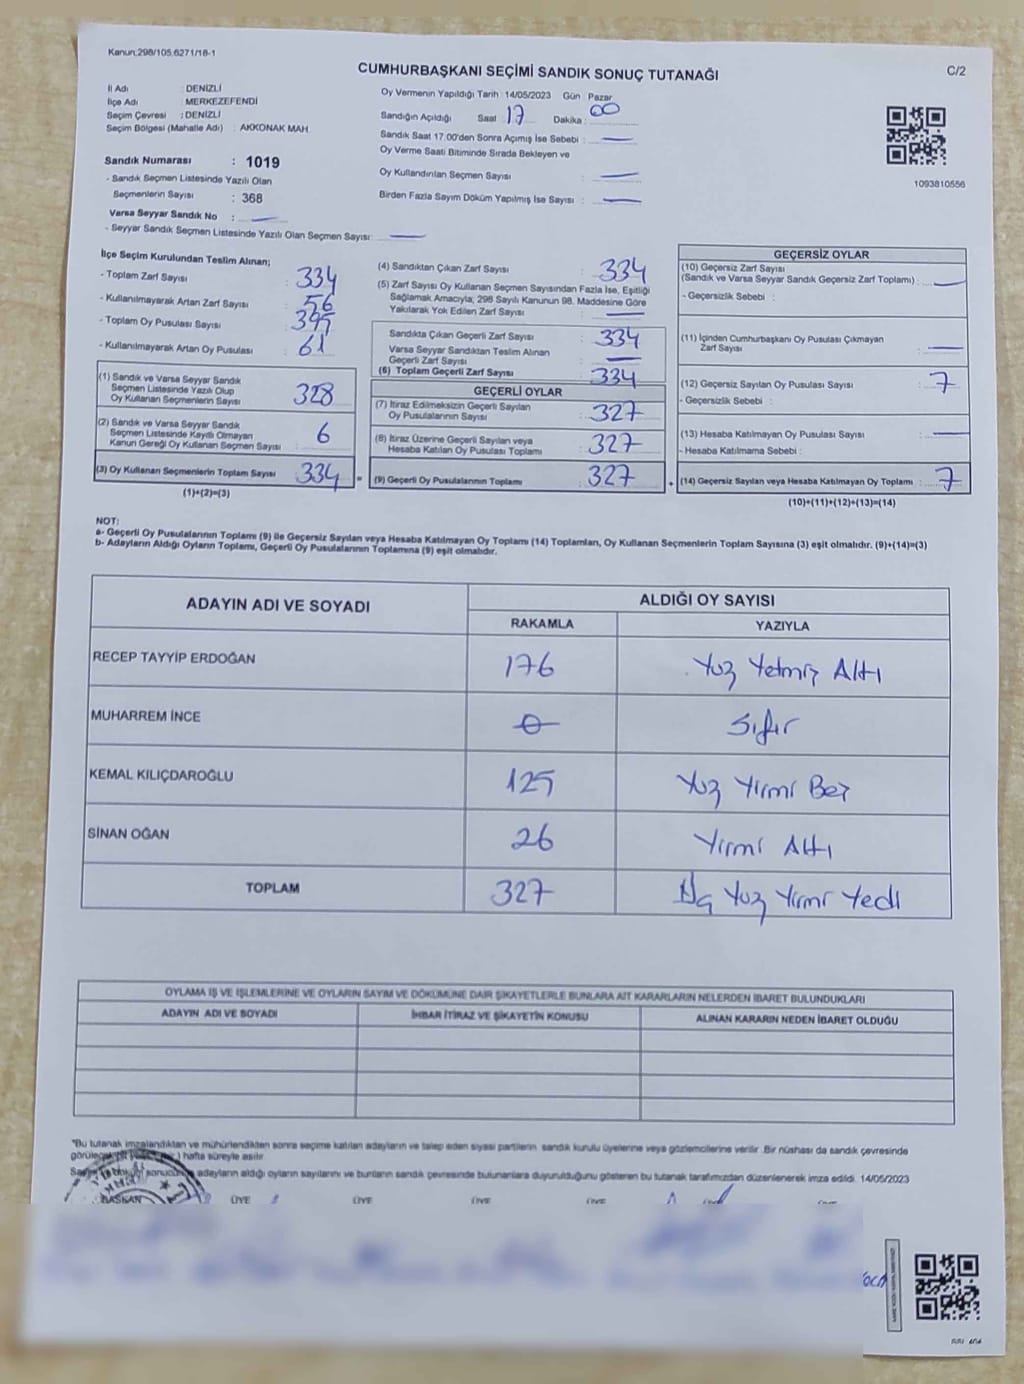 Kanun:298/105.6271/18-1
CUMHURBAŞKANI SEÇİMİ SANDIK SONUÇ TUTANAĞI
C/2
İl Adı : DENİZLİ
İlçe Adı : MERKEZEFENDİ
Seçim Çevresi : DENİZLİ
Seçim Bölgesi (Mahalle Adı) : AKKONAK MAH.
Sandık Numarası : 1019
- Sandık Seçmen Listesinde Yazılı Olan
Seçmenlerin Sayısı : 368
Varsa Seyyar Sandık No :
- Seyyar Sandık Seçmen Listesinde Yazılı Olan Seçmen Sayısı:
Oy Vermenin Yapıldığı Tarih :14/05/2023 Gün : Pazar
Sandığın Açıldığı Saat : 17 Dakika : 00
Sandık Saat 17.00'den Sonra Açımış İse Sebebi :
Oy Verme Saati Bitiminde Sırada Bekleyen ve
Oy Kullandırılan Seçmen Sayısı :
Birden Fazla Sayım Döküm Yapılmış İse Sayısı :
1093810556
İlçe Seçim Kurulundan Teslim Alınan;
- Toplam Zarf Sayısı : 334
- Kullanılmayarak Artan Zarf Sayısı : 56
- Toplam Oy Pusulası Sayısı :
- Kullanılmayarak Artan Oy Pusulası : 61
(1) Sandık ve Varsa Seyyar Sandık
Seçmen Listesinde Yazılı Olup
Oy Kullanan Seçmenlerin Sayısı : 328
(2) Sandık ve Varsa Seyyar Sandık
Seçmen Listesinde Kayıtlı Olmayan
Kanun Gereği Oy Kullanan Seçmen Sayısı : 6
(3) Oy Kullanan Seçmenlerin Toplam Sayısı : 334 =
(1)+(2)=(3)
(4) Sandıktan Çıkan Zarf Sayısı : 334
(5) Zarf Sayısı Oy Kullanan Seçmen Sayısından Fazla İse, Eşitliği
Sağlamak Amacıyla; 298 Sayılı Kanunun 98. Maddesine Göre
Yakılarak Yok Edilen Zarf Sayısı :
Sandıkta Çıkan Geçerli Zarf Sayısı : 334
Varsa Seyyar Sandıktan Teslim Alınan
Geçerli Zarf Sayısı :
(6) Toplam Geçerli Zarf Sayısı : 334
GEÇERLİ OYLAR
(7) İtiraz Edilmeksizin Geçerli Sayılan
Oy Pusulalarının Sayısı : 327
(8) İtiraz Üzerine Geçerli Sayılan veya
Hesaba Katılan Oy Pusulası Toplamı : 327
(9) Geçerli Oy Pusulalarının Toplamı : 327 +
GEÇERSİZ OYLAR
(10) Geçersiz Zarf Sayısı
(Sandık ve Varsa Seyyar Sandık Geçersiz Zarf Toplamı) :
- Geçersizlik Sebebi :
(11) İçinden Cumhurbaşkanı Oy Pusulası Çıkmayan
Zarf Sayısı :
(12) Geçersiz Sayılan Oy Pusulası Sayısı : 7
- Geçersizlik Sebebi :
(13) Hesaba Katılmayan Oy Pusulası Sayısı :
- Hesaba Katılmama Sebebi :
(14) Geçersiz Sayılan veya Hesaba Katılmayan Oy Toplamı : 7
(10)+(11)+(12)+(13)=(14)
NOT:
a- Geçerli Oy Pusulalarının Toplamı (9) ile Geçersiz Sayılan veya Hesaba Katılmayan Oy Toplamı (14) Toplamları, Oy Kullanan Seçmenlerin Toplam Sayısına (3) eşit olmalıdır. (9)+(14)=(3)
b- Adayların Aldığı Oyların Toplamı, Geçerli Oy Pusulalarının Toplamına (9) eşit olmalıdır.
ADAYIN ADI VE SOYADI
ALDIĞI OY SAYISI
RAKAMLA YAZIYLA
RECEP TAYYİP ERDOĞAN 176 Yüz Yetmiş Altı
MUHARREM İNCE 0 Sıfır
KEMAL KILIÇDAROĞLU 125 Yüz Yirmi Beş
SİNAN OĞAN 26 Yirmi Altı
TOPLAM 327 Üç Yüz Yirmi Yedi
OYLAMA İŞ VE İŞLEMLERİNE VE OYLARIN SAYIM VE DÖKÜMÜNE DAİR ŞİKAYETLERLE BUNLARA AİT KARARLARIN NELERDEN İBARET BULUNDUKLARI
ADAYIN ADI VE SOYADI İHBAR İTİRAZ VE ŞİKAYETİN KONUSU ALINAN KARARIN NEDEN İBARET OLDUĞU
*Bu tutanak imzalandıktan ve mühürlendikten sonra seçime katılan adayların ve talep eden siyasi partilerin sandık kurulu üyelerine veya gözlemcilerine verilir. Bir nüshası da sandık çevresinde
hafta süreyle asılır.
adayların aldığı oyların sayılarını ve bunların sandık çevresinde bulunanlara duyurulduğunu gösteren bu tutanak tarafımızdan düzenlenerek imza edildi. 14/05/2023
BAŞKAN ÜYE ÜYE ÜYE ÜYE